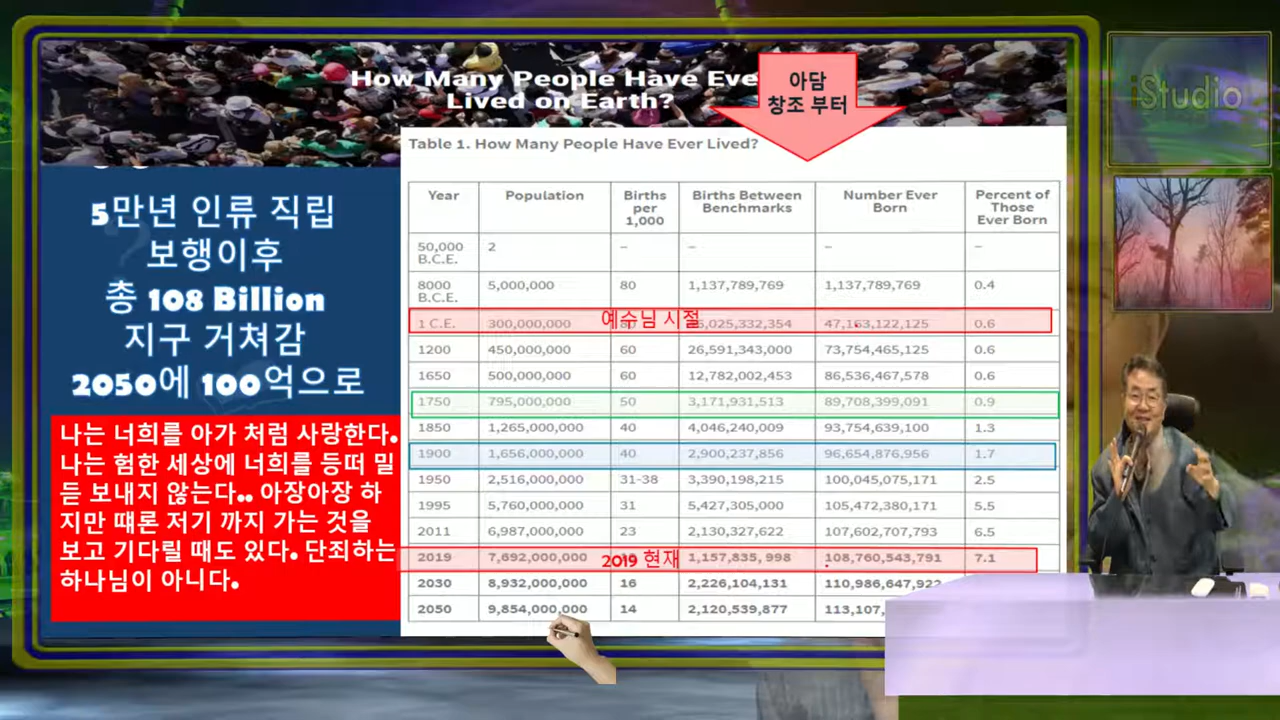 How Many People Have Eve
Lived on Earth?
아담
창조 부터
iStudio
5만년 인류 직립
보행이후
총 108 Billion
지구 거쳐감
2050에 100억으로
나는 너희를 아가 처럼 사랑한다.
나는 험한 세상에 너희를 등떠 밀
듯 보내지 않는다.. 아장아장 하
지만 떄론 저기 까지 가는 것을
보고 기다릴 때도 있다. 단죄하는
하나님이 아니다.
Table 1. How Many People Have Ever Lived?
Year Population Births per 1,000 Births Between Benchmarks Number Ever Born Percent of Those Ever Born
50,000 B.C.E. 2 – – – –
8000 B.C.E. 5,000,000 80 1,137,789,769 1,137,789,769 0.4
1 C.E. 300,000,000 예수님 시절 6,025,332,354 47,163,122,125 0.6
1200 450,000,000 60 26,591,343,000 73,754,465,125 0.6
1650 500,000,000 60 12,782,002,453 86,536,467,578 0.6
1750 795,000,000 50 3,171,931,513 89,708,399,091 0.9
1850 1,265,000,000 40 4,046,240,009 93,754,639,100 1.3
1900 1,656,000,000 40 2,900,237,856 96,654,876,956 1.7
1950 2,516,000,000 31-38 3,390,198,215 100,045,075,171 2.5
1995 5,760,000,000 31 5,427,305,000 105,472,380,171 5.5
2011 6,987,000,000 23 2,130,327,622 107,602,707,793 6.5
2019 7,692,000,000 2019 현재 1,157,835, 998 108,760,543,791 7.1
2030 8,932,000,000 16 2,226,104,131 110,986,647,922
2050 9,854,000,000 14 2,120,539,877 113,107,